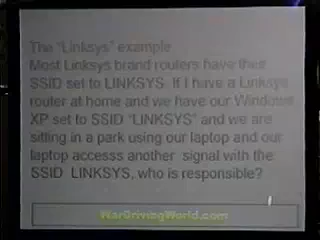 The "Linksys" example
Most Linksys brand routers have their
SSID set to LINKSYS. If I have a Linksys
router at home and we have our Windows
XP set to SSID "LINKSYS" and we are
sitting in a park using our laptop and our
laptop accesss another signal with the
SSID LINKSYS, who is responsible?
WarDrivingWorld.com